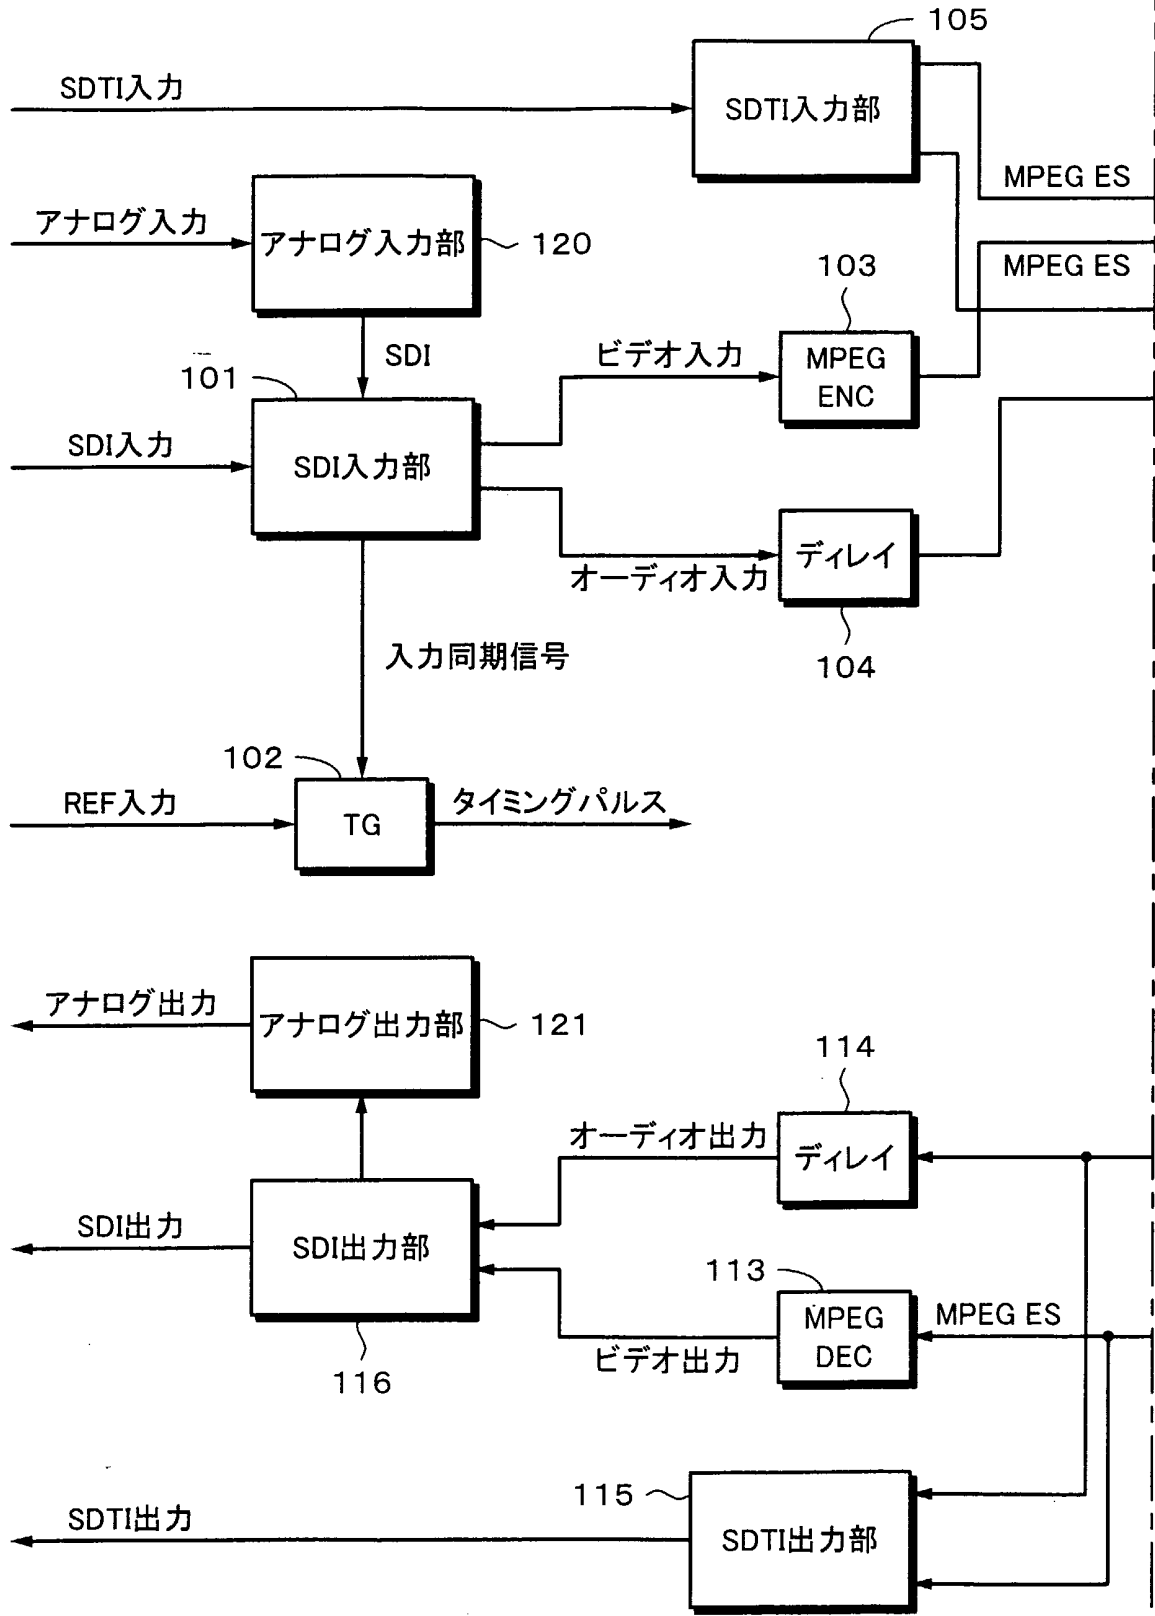 105
SDTI入力
SDTI入力部
MPEG ES
アナログ入力
アナログ入力部
120
103
MPEG ES
SDI
ビデオ入力
MPEG
ENC
101
SDI入力
SDI入力部
ディレイ
オーディオ入力
104
入力同期信号
102
REF入力
TG
タイミングパルス
アナログ出力
アナログ出力部
121
114
オーディオ出力
ディレイ
SDI出力
SDI出力部
113
MPEG
DEC
MPEG ES
ビデオ出力
116
115
SDTI出力
SDTI出力部